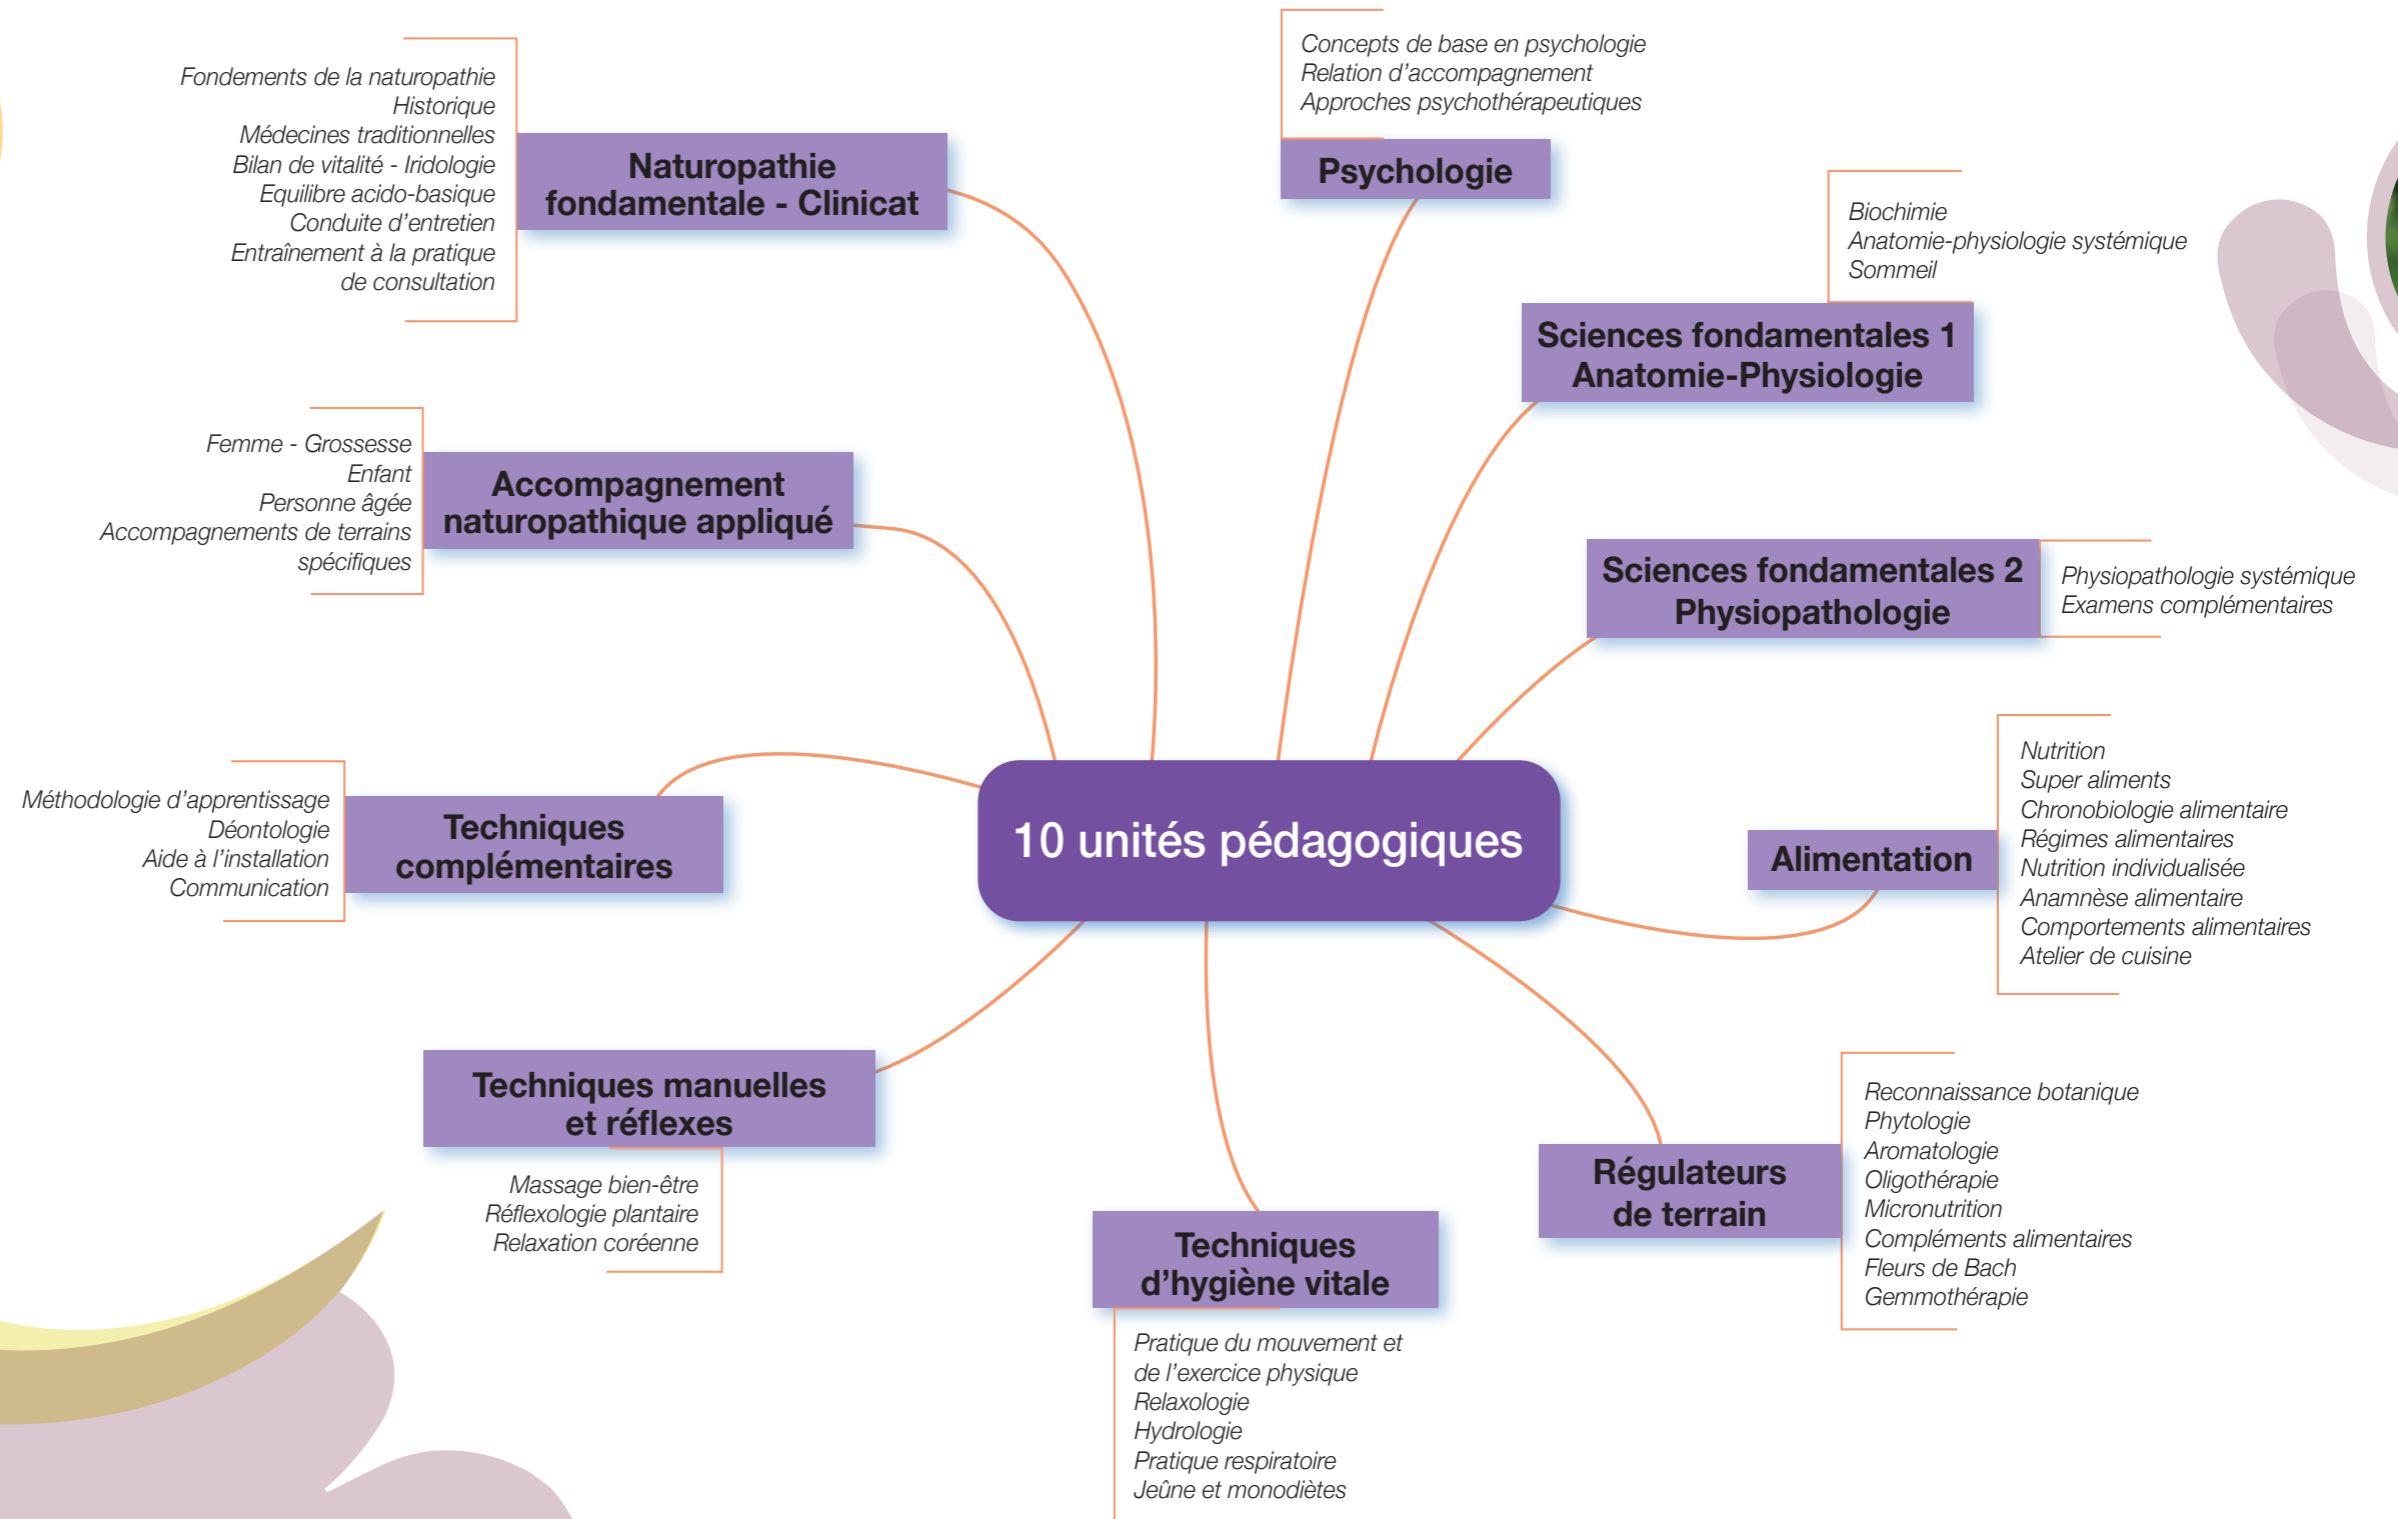 10 unités pédagogiques
Psychologie
Concepts de base en psychologie
Relation d'accompagnement
Approches psychothérapeutiques
Sciences fondamentales 1
Anatomie-Physiologie
Biochimie
Anatomie-physiologie systémique
Sommeil
Sciences fondamentales 2
Physiopathologie
Physiopathologie systémique
Examens complémentaires
Alimentation
Nutrition
Super aliments
Chronobiologie alimentaire
Régimes alimentaires
Nutrition individualisée
Anamnèse alimentaire
Comportements alimentaires
Atelier de cuisine
Régulateurs
de terrain
Reconnaissance botanique
Phytologie
Aromatologie
Oligothérapie
Micronutrition
Compléments alimentaires
Fleurs de Bach
Gemmothérapie
Techniques
d'hygiène vitale
Pratique du mouvement et
de l'exercice physique
Relaxologie
Hydrologie
Pratique respiratoire
Jeûne et monodiètes
Techniques manuelles
et réflexes
Massage bien-être
Réflexologie plantaire
Relaxation coréenne
Techniques
complémentaires
Méthodologie d'apprentissage
Déontologie
Aide à l'installation
Communication
Accompagnement
naturopathique appliqué
Femme - Grossesse
Enfant
Personne âgée
Accompagnements de terrains
spécifiques
Naturopathie
fondamentale - Clinicat
Fondements de la naturopathie
Historique
Médecines traditionnelles
Bilan de vitalité - Iridologie
Equilibre acido-basique
Conduite d'entretien
Entraînement à la pratique
de consultation